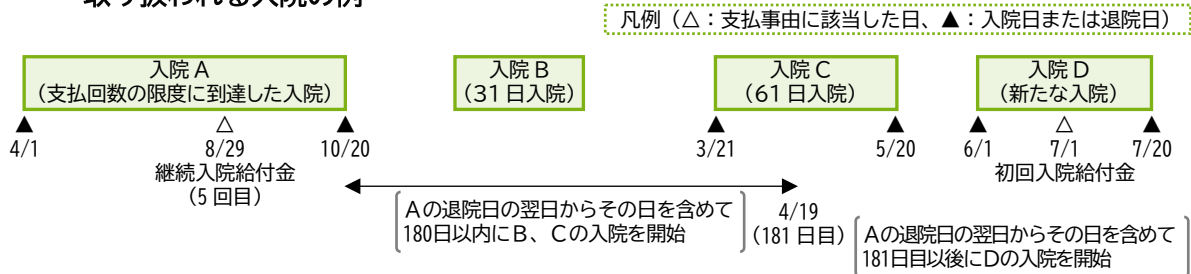 取り扱われる入院の例
凡例（△：支払事由に該当した日、▲：入院日または退院日）
入院 A
（支払回数の限度に到達した入院）
入院 B
（31 日入院）
入院 C
（61 日入院）
入院 D
（新たな入院）
▲ △ ▲ ▲ ▲ ▲ △ ▲
4/1 8/29 10/20 3/21 5/20 6/1 7/1 7/20
継続入院給付金
（5 回目）
初回入院給付金
Aの退院日の翌日からその日を含めて
180日以内にB、Cの入院を開始
4/19
（181 日目）
Aの退院日の翌日からその日を含めて
181日目以後にDの入院を開始